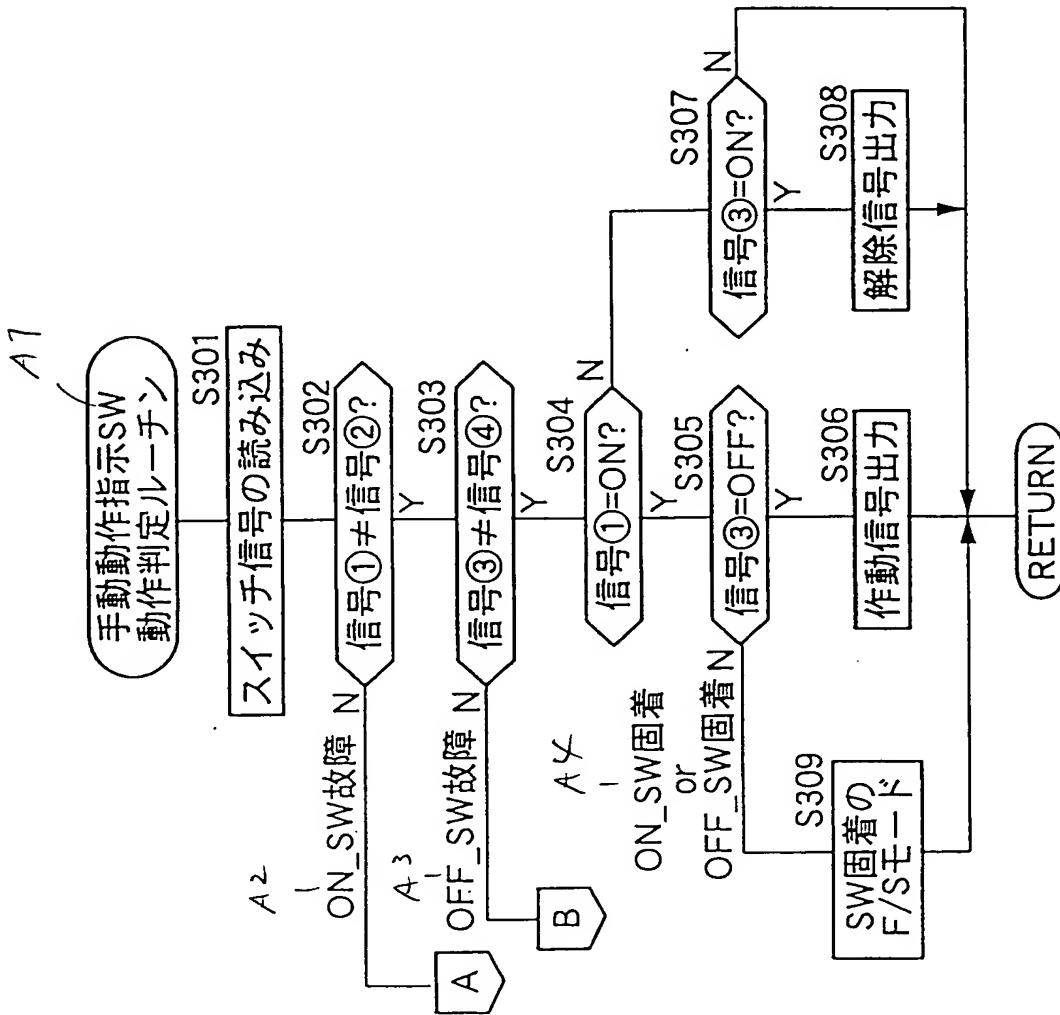 A1
手動動作指示SW
動作判定ルーチン
S301
スイッチ信号の読み込み
S302
信号①≠信号②?
Y
N
A2
ON_SW故障
A
S303
信号③≠信号④?
Y
N
A3
OFF_SW故障
B
S304
信号①=ON?
Y
N
S305
信号③=OFF?
Y
N
A4
ON_SW固着
or
OFF_SW固着
S306
作動信号出力
S307
信号③=ON?
Y
N
S308
解除信号出力
S309
SW固着の
F/Sモード
RETURN